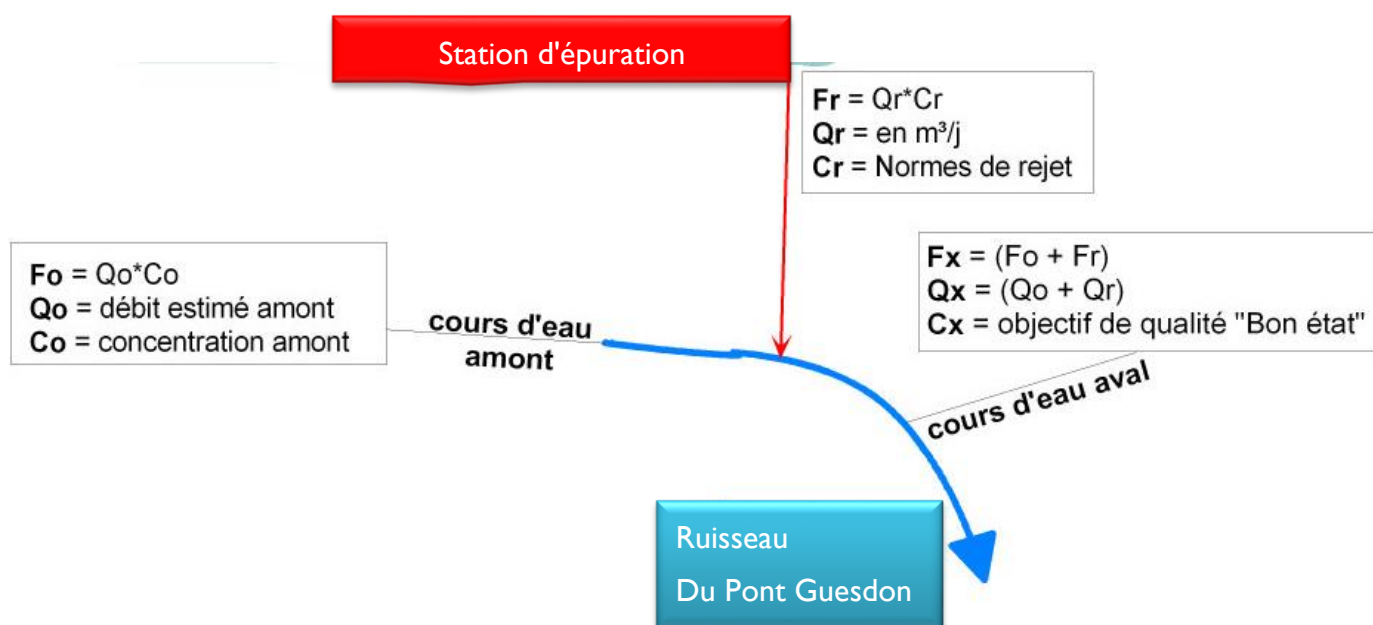 Station d'épuration
Fr = Qr*Cr
Qr = en m³/j
Cr = Normes de rejet
Fo = Qo*Co
Qo = débit estimé amont
Co = concentration amont
cours d'eau
amont
Fx = (Fo + Fr)
Qx = (Qo + Qr)
Cx = objectif de qualité "Bon état"
cours d'eau aval
Ruisseau
Du Pont Guesdon